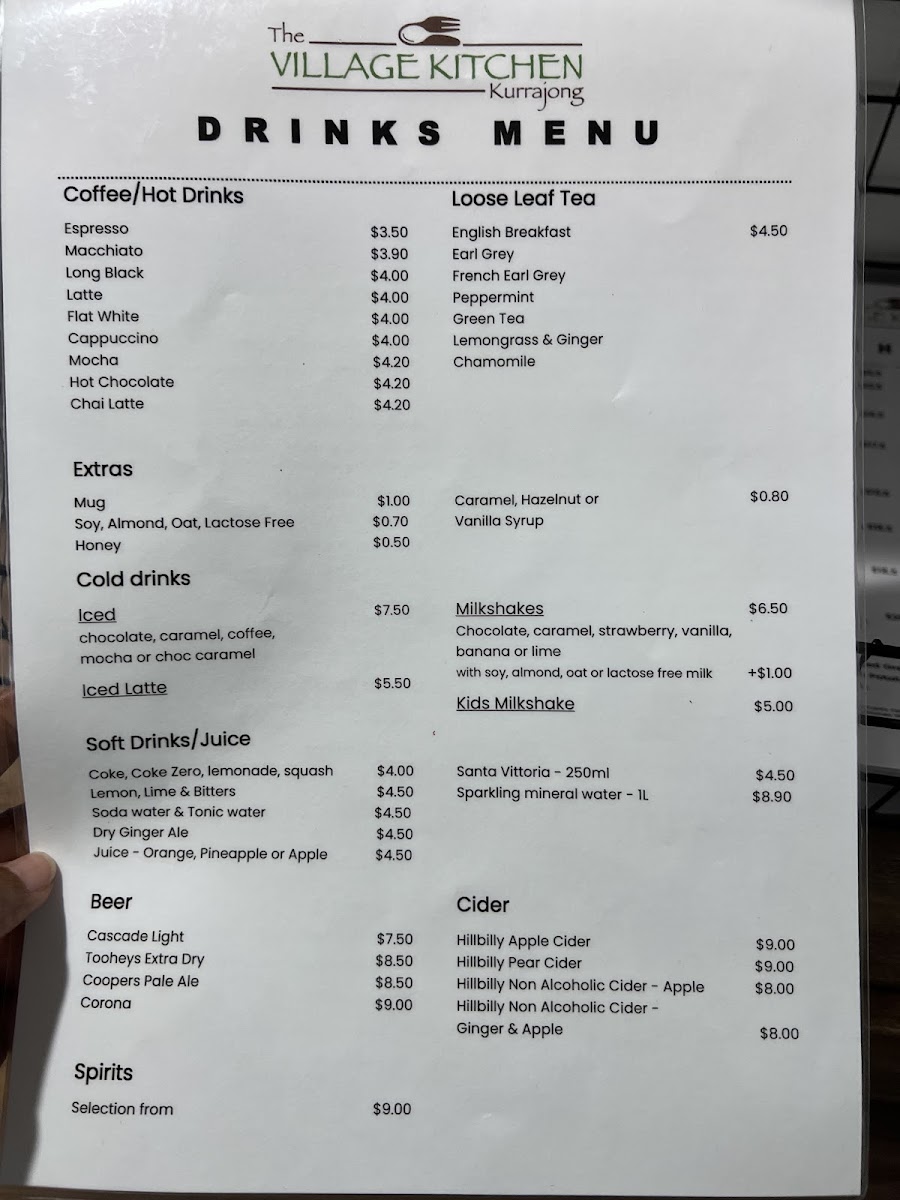 The
VILLAGE KITCHEN
Kurrajong
DRINKS MENU
Coffee/Hot Drinks
Espresso $3.50
Macchiato $3.90
Long Black $4.00
Latte $4.00
Flat White $4.00
Cappuccino $4.00
Mocha $4.20
Hot Chocolate $4.20
Chai Latte $4.20
Loose Leaf Tea
English Breakfast $4.50
Earl Grey
French Earl Grey
Peppermint
Green Tea
Lemongrass & Ginger
Chamomile
Extras
Mug $1.00
Soy, Almond, Oat, Lactose Free $0.70
Honey $0.50
Caramel, Hazelnut or $0.80
Vanilla Syrup
Cold drinks
Iced $7.50
chocolate, caramel, coffee,
mocha or choc caramel
Iced Latte $5.50
Milkshakes $6.50
Chocolate, caramel, strawberry, vanilla,
banana or lime
with soy, almond, oat or lactose free milk +$1.00
Kids Milkshake $5.00
Soft Drinks/Juice
Coke, Coke Zero, lemonade, squash $4.00
Lemon, Lime & Bitters $4.50
Soda water & Tonic water $4.50
Dry Ginger Ale $4.50
Juice - Orange, Pineapple or Apple $4.50
Santa Vittoria - 250ml $4.50
Sparkling mineral water - 1L $8.90
Beer
Cascade Light $7.50
Tooheys Extra Dry $8.50
Coopers Pale Ale $8.50
Corona $9.00
Cider
Hillbilly Apple Cider $9.00
Hillbilly Pear Cider $9.00
Hillbilly Non Alcoholic Cider - Apple $8.00
Hillbilly Non Alcoholic Cider -
Ginger & Apple $8.00
Spirits
Selection from $9.00